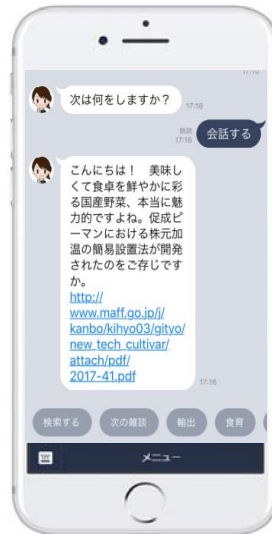 次は何をしますか？
17:16
既読
17:16
会話する
こんにちは！　美味し
くて食卓を鮮やかに彩
る国産野菜、本当に魅
力的ですよね。促成ピ
ーマンにおける株元加
温の簡易設置法が開発
されたのをご存じです
か。
http://
www.maff.go.jp/j/
kanbo/kihyo03/gityo/
new_tech_cultivar/
attach/pdf/
2017-41.pdf
17:16
検索する
次の雑談
輸出
食育
メニュー